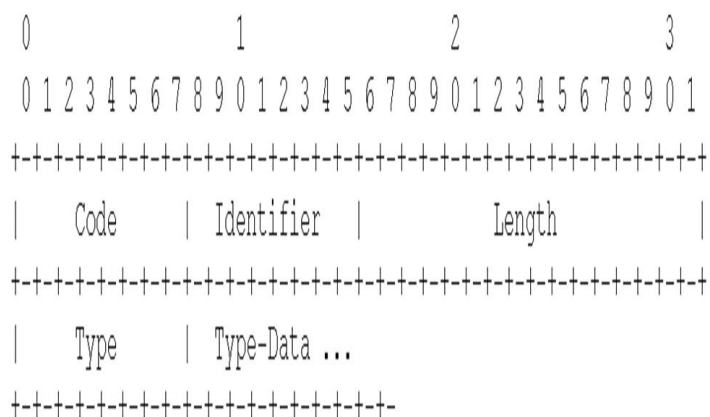 0                   1                   2                   3
0 1 2 3 4 5 6 7 8 9 0 1 2 3 4 5 6 7 8 9 0 1 2 3 4 5 6 7 8 9 0 1
+-+-+-+-+-+-+-+-+-+-+-+-+-+-+-+-+-+-+-+-+-+-+-+-+-+-+-+-+-+-+-+-+
|     Code      |  Identifier   |            Length             |
+-+-+-+-+-+-+-+-+-+-+-+-+-+-+-+-+-+-+-+-+-+-+-+-+-+-+-+-+-+-+-+-+
|     Type      |  Type-Data ...
+-+-+-+-+-+-+-+-+-+-+-+-+-+-+-+-+-+-